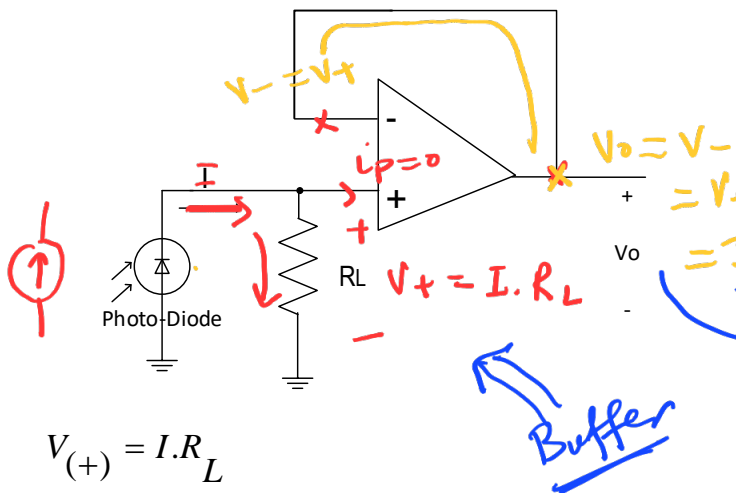 V- = V+
-
I
ip=0
+
+
Vo = V-
= V+
=
+
Vo
-
RL
V+ = I.RL
-
Photo-Diode
Buffer
V(+) = I.RL